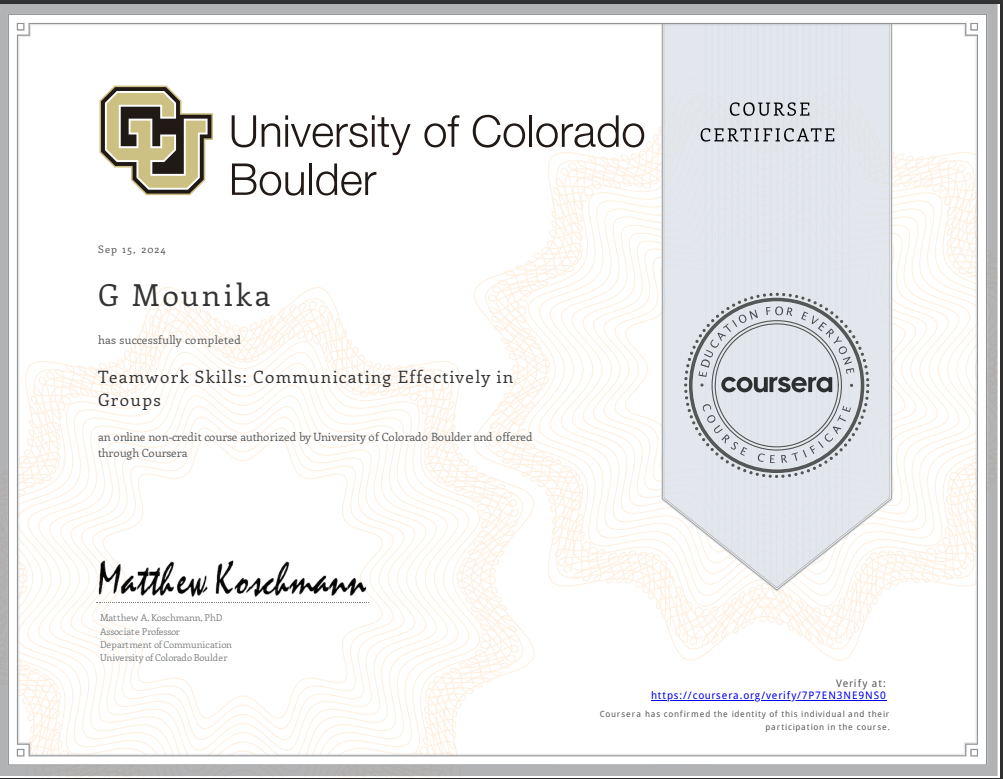 CU
University of Colorado
Boulder
COURSE
CERTIFICATE
Sep 15, 2024
G Mounika
has successfully completed
Teamwork Skills: Communicating Effectively in
Groups
an online non-credit course authorized by University of Colorado Boulder and offered
through Coursera
EDUCATION FOR EVERYONE
coursera
COURSE CERTIFICATE
Matthew Koschmann
Matthew A. Koschmann, PhD
Associate Professor
Department of Communication
University of Colorado Boulder
Verify at:
https://coursera.org/verify/7P7EN3NE9NS0
Coursera has confirmed the identity of this individual and their
participation in the course.